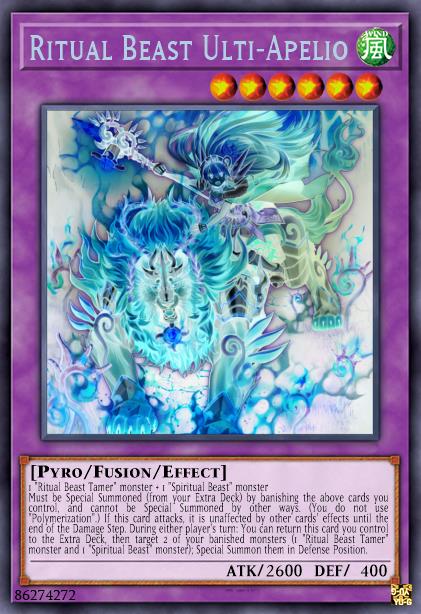 Ritual Beast Ulti-Apelio
WIND
風
[Pyro/Fusion/Effect]
1 "Ritual Beast Tamer" monster + 1 "Spiritual Beast" monster
Must be Special Summoned (from your Extra Deck) by banishing the above cards you
control, and cannot be Special Summoned by other ways. (You do not use
"Polymerization".) If this card attacks, it is unaffected by other cards' effects until the
end of the Damage Step. During either player's turn: You can return this card you control
to the Extra Deck, then target 2 of your banished monsters (1 "Ritual Beast Tamer"
monster and 1 "Spiritual Beast" monster); Special Summon them in Defense Position.
ATK/2600 DEF/ 400
86274272